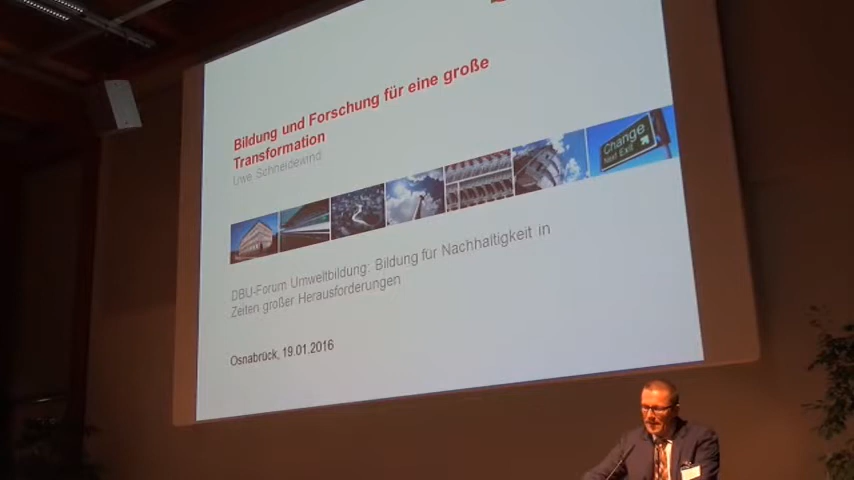 Bildung und Forschung für eine große
Transformation
Uwe Schneidewind
Change
Next Exit
DBU-Forum Umweltbildung: Bildung für Nachhaltigkeit in
Zeiten großer Herausforderungen
Osnabrück, 19.01.2016